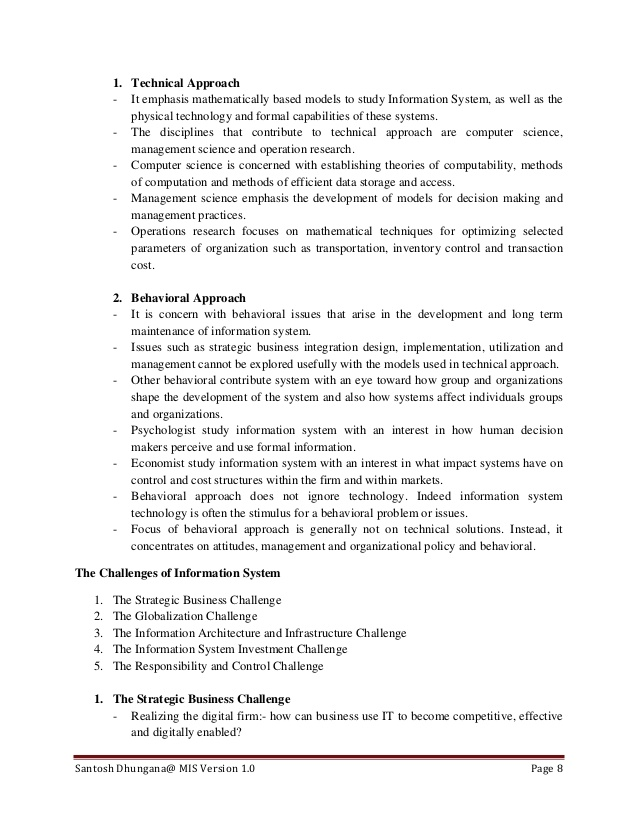 1. Technical Approach
- It emphasis mathematically based models to study Information System, as well as the
physical technology and formal capabilities of these systems.
- The disciplines that contribute to technical approach are computer science,
management science and operation research.
- Computer science is concerned with establishing theories of computability, methods
of computation and methods of efficient data storage and access.
- Management science emphasis the development of models for decision making and
management practices.
- Operations research focuses on mathematical techniques for optimizing selected
parameters of organization such as transportation, inventory control and transaction
cost.
2. Behavioral Approach
- It is concern with behavioral issues that arise in the development and long term
maintenance of information system.
- Issues such as strategic business integration design, implementation, utilization and
management cannot be explored usefully with the models used in technical approach.
- Other behavioral contribute system with an eye toward how group and organizations
shape the development of the system and also how systems affect individuals groups
and organizations.
- Psychologist study information system with an interest in how human decision
makers perceive and use formal information.
- Economist study information system with an interest in what impact systems have on
control and cost structures within the firm and within markets.
- Behavioral approach does not ignore technology. Indeed information system
technology is often the stimulus for a behavioral problem or issues.
- Focus of behavioral approach is generally not on technical solutions. Instead, it
concentrates on attitudes, management and organizational policy and behavioral.
The Challenges of Information System
1. The Strategic Business Challenge
2. The Globalization Challenge
3. The Information Architecture and Infrastructure Challenge
4. The Information System Investment Challenge
5. The Responsibility and Control Challenge
1. The Strategic Business Challenge
- Realizing the digital firm:- how can business use IT to become competitive, effective
and digitally enabled?
Santosh Dhungana@ MIS Version 1.0 Page 8